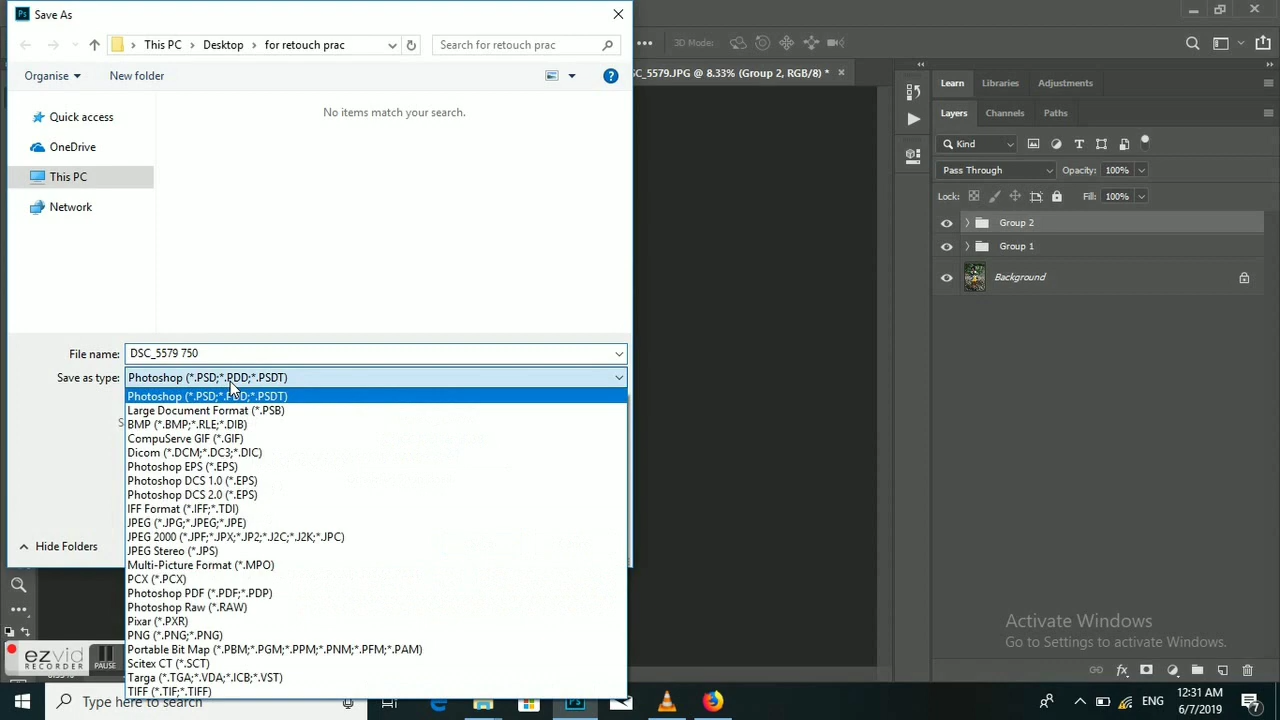 Ps Save As
This PC > Desktop > for retouch prac
Search for retouch prac
Organise
New folder
?
Quick access
OneDrive
This PC
Network
No items match your search.
File name: DSC_5579 750
Save as type: Photoshop (*.PSD;*.PDD;*.PSDT)
Photoshop (*.PSD;*.PDD;*.PSDT)
Large Document Format (*.PSB)
BMP (*.BMP;*.RLE;*.DIB)
CompuServe GIF (*.GIF)
Dicom (*.DCM;*.DC3;*.DIC)
Photoshop EPS (*.EPS)
Photoshop DCS 1.0 (*.EPS)
Photoshop DCS 2.0 (*.EPS)
IFF Format (*.IFF;*.TDI)
JPEG (*.JPG;*.JPEG;*.JPE)
JPEG 2000 (*.JPF;*.JPX;*.JP2;*.J2C;*.J2K;*.JPC)
JPEG Stereo (*.JPS)
Multi-Picture Format (*.MPO)
PCX (*.PCX)
Photoshop PDF (*.PDF;*.PDP)
Photoshop Raw (*.RAW)
Pixar (*.PXR)
PNG (*.PNG;*.PNG)
Portable Bit Map (*.PBM;*.PGM;*.PPM;*.PNM;*.PFM;*.PAM)
Scitex CT (*.SCT)
Targa (*.TGA;*.VDA;*.ICB;*.VST)
TIFF (*.TIF;*.TIFF)
Hide Folders
3D Mode:
SC_5579.JPG @ 8.33% (Group 2, RGB/8) *
Learn
Libraries
Adjustments
Layers
Channels
Paths
Kind
Pass Through
Opacity: 100%
Lock:
Fill: 100%
Group 2
Group 1
Background
Activate Windows
Go to Settings to activate Windows.
ezvid
RECORDER
PAUSE
Type here to search
Ps
ENG
12:31 AM
6/7/2019
7